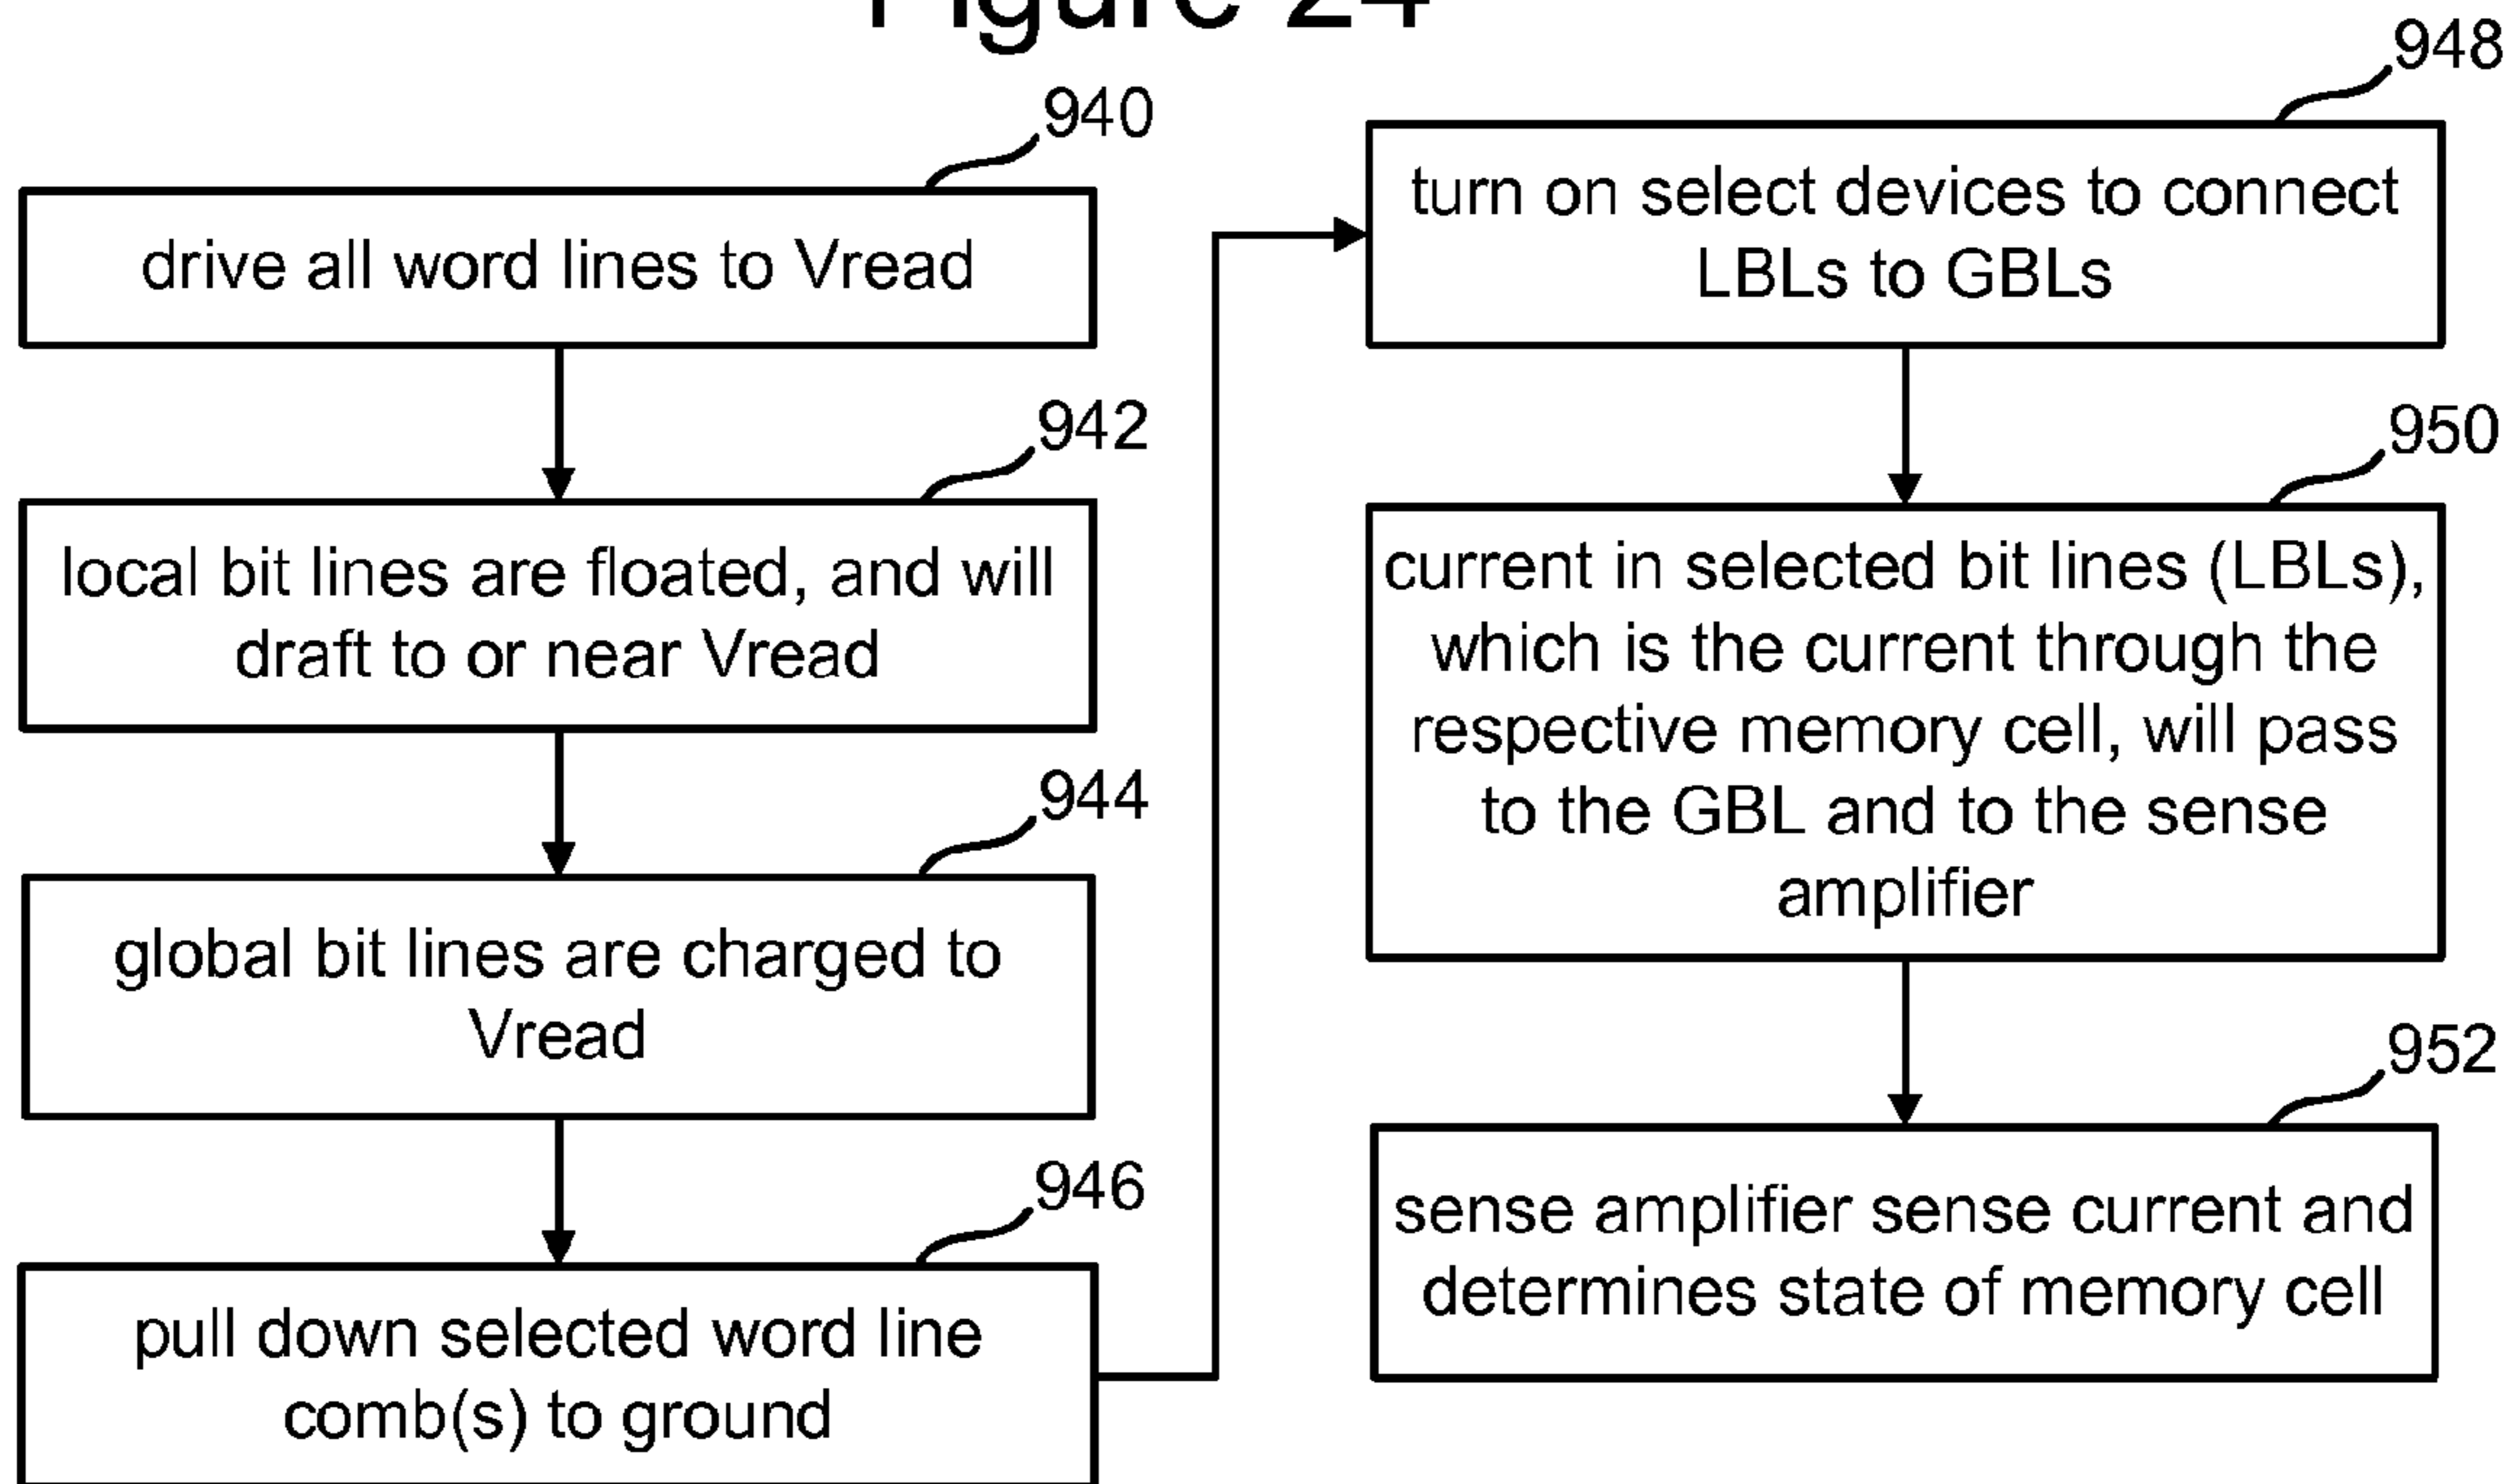 Figure 24
940
drive all word lines to Vread
942
local bit lines are floated, and will
draft to or near Vread
944
global bit lines are charged to
Vread
946
pull down selected word line
comb(s) to ground
948
turn on select devices to connect
LBLs to GBLs
950
current in selected bit lines (LBLs),
which is the current through the
respective memory cell, will pass
to the GBL and to the sense
amplifier
952
sense amplifier sense current and
determines state of memory cell